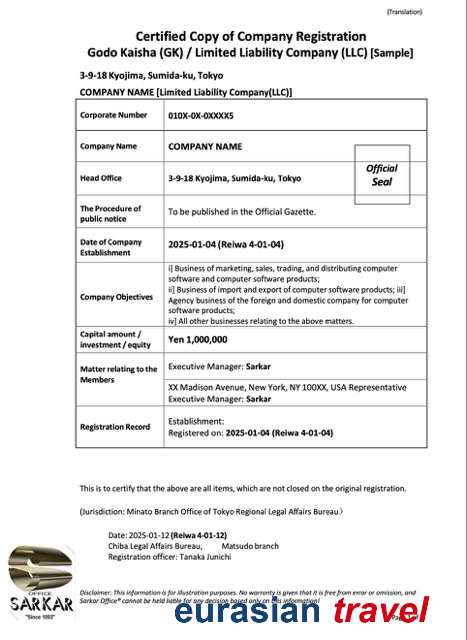 (Translation)
Certified Copy of Company Registration
Godo Kaisha (GK) / Limited Liability Company (LLC) [Sample]
3-9-18 Kyojima, Sumida-ku, Tokyo
COMPANY NAME [Limited Liability Company(LLC)]
Corporate Number 010X-0X-0XXXX5
Company Name COMPANY NAME
Head Office 3-9-18 Kyojima, Sumida-ku, Tokyo
Official
Seal
The Procedure of
public notice
To be published in the Official Gazette.
Date of Company
Establishment
2025-01-04 (Reiwa 4-01-04)
Company Objectives
i] Business of marketing, sales, trading, and distributing computer
software and computer software products;
ii] Business of import and export of computer software products; iii]
Agency business of the foreign and domestic company for computer
software products;
iv] All other businesses relating to the above matters.
Capital amount /
investment / equity
Yen 1,000,000
Matter relating to the
Members
Executive Manager: Sarkar
XX Madison Avenue, New York, NY 100XX, USA Representative
Executive Manager: Sarkar
Registration Record
Establishment:
Registered on: 2025-01-04 (Reiwa 4-01-04)
This is to certify that the above are all items, which are not closed on the original registration.
(Jurisdiction: Minato Branch Office of Tokyo Regional Legal Affairs Bureau）
Date: 2025-01-12 (Reiwa 4-01-12)
Chiba Legal Affairs Bureau, Matsudo branch
Registration officer: Tanaka Junichi
OFFICE
SARKAR
"Since 1993"
Disclaimer: This information is for illustration purposes. No warranty is given that it is free from error or omission, and
Sarkar Office® cannot be held liable for any decision based only on this information!
eurasian travel
Page